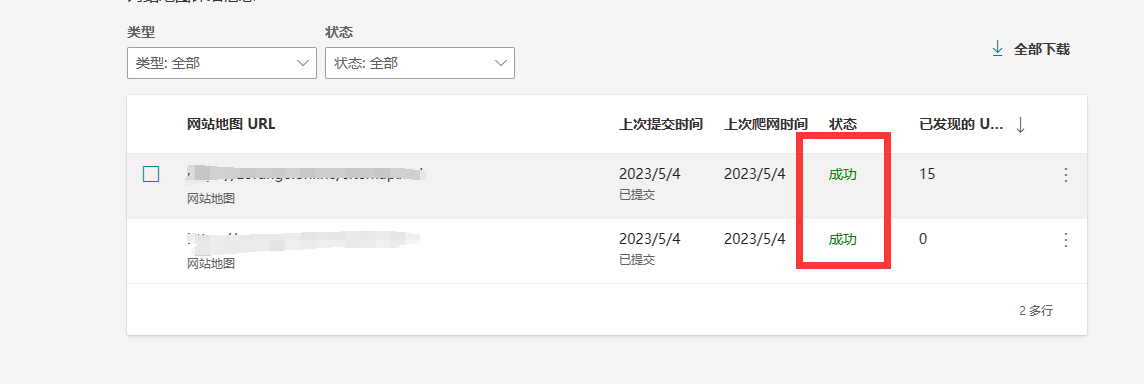 类型
状态
类型: 全部
状态: 全部
全部下载
网站地图 URL
上次提交时间
上次爬网时间
状态
已发现的 U...
2023/5/4
2023/5/4
成功
15
网站地图
已提交
2023/5/4
2023/5/4
成功
0
网站地图
已提交
2 多行